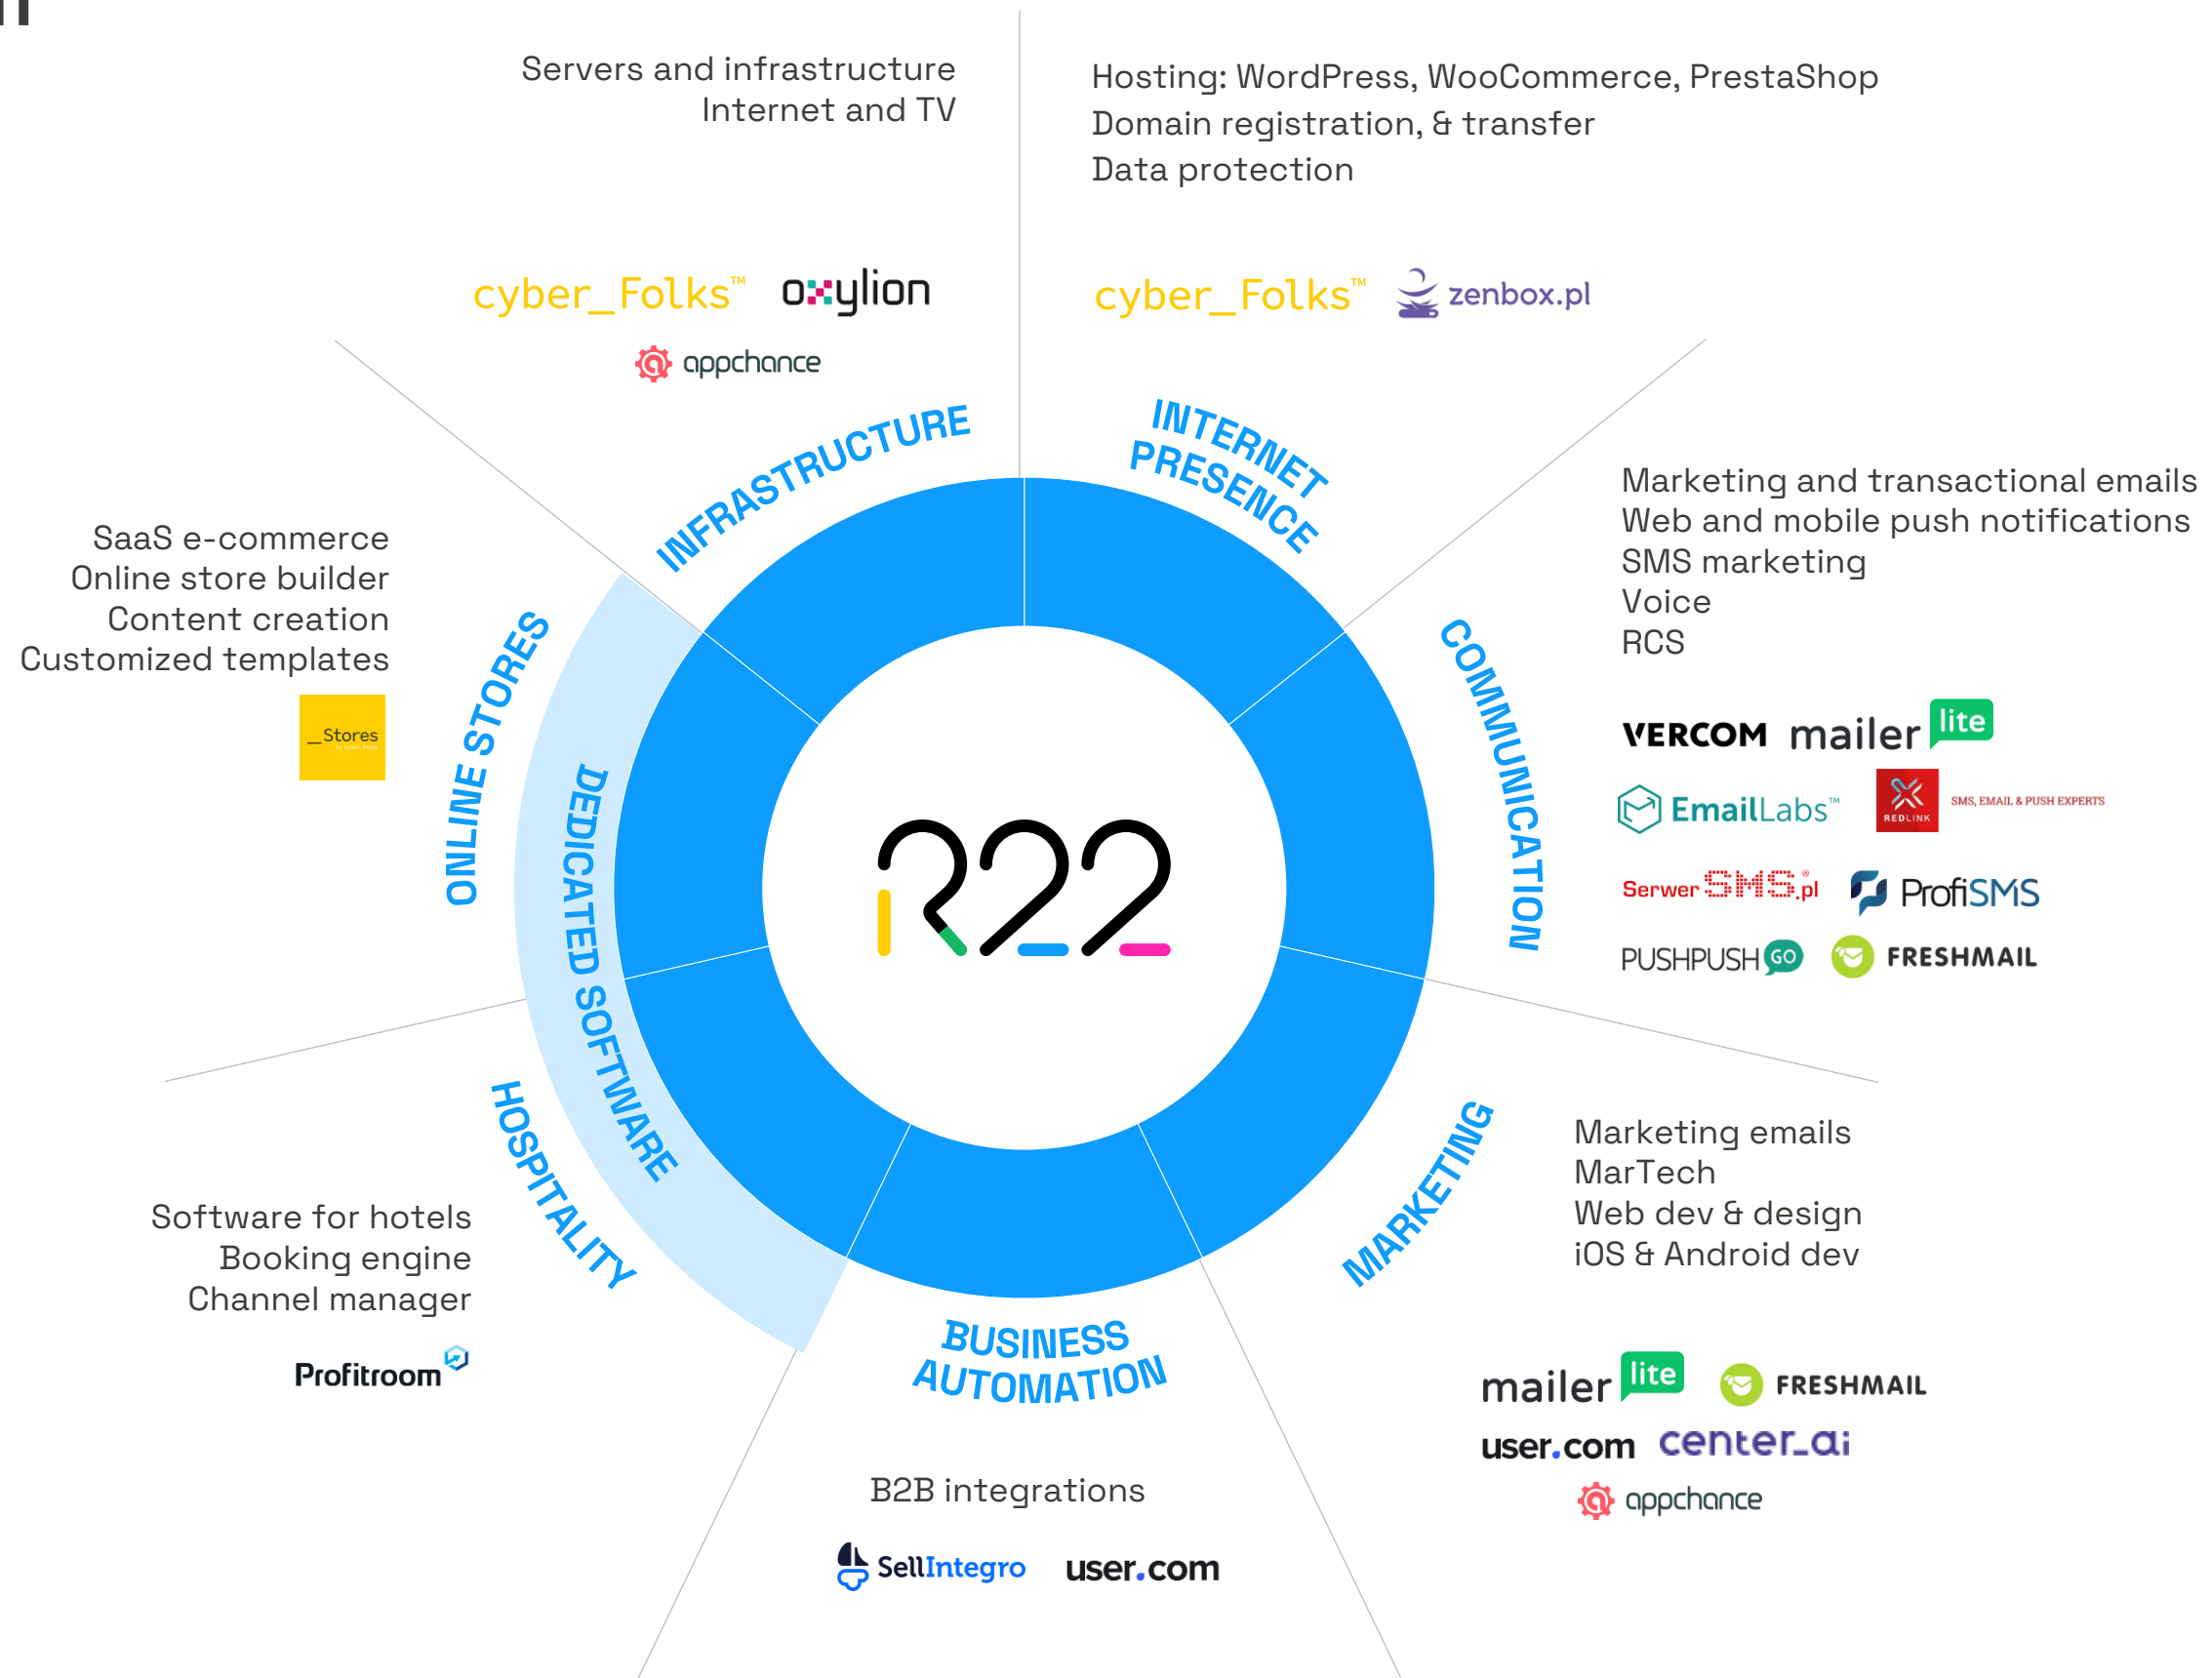 Servers and infrastructure
Internet and TV
cyber_Folks™ oxylion
appchance
INFRASTRUCTURE
Hosting: WordPress, WooCommerce, PrestaShop
Domain registration, & transfer
Data protection
cyber_Folks™ zenbox.pl
INTERNET
PRESENCE
Marketing and transactional emails
Web and mobile push notifications
SMS marketing
Voice
RCS
VERCOM mailer lite
EmailLabs™ REDLINK SMS, EMAIL & PUSH EXPERTS
Serwer SMS.pl® ProfiSMS
PUSHPUSH GO FRESHMAIL
COMMUNICATION
Marketing emails
MarTech
Web dev & design
iOS & Android dev
mailer lite FRESHMAIL
user.com center_ai
appchance
MARKETING
BUSINESS
AUTOMATION
B2B integrations
SellIntegro user.com
HOSPITALITY
Software for hotels
Booking engine
Channel manager
Profitroom
ONLINE STORES
SaaS e-commerce
Online store builder
Content creation
Customized templates
_Stores
by cyber_Folks
DEDICATED SOFTWARE
R22